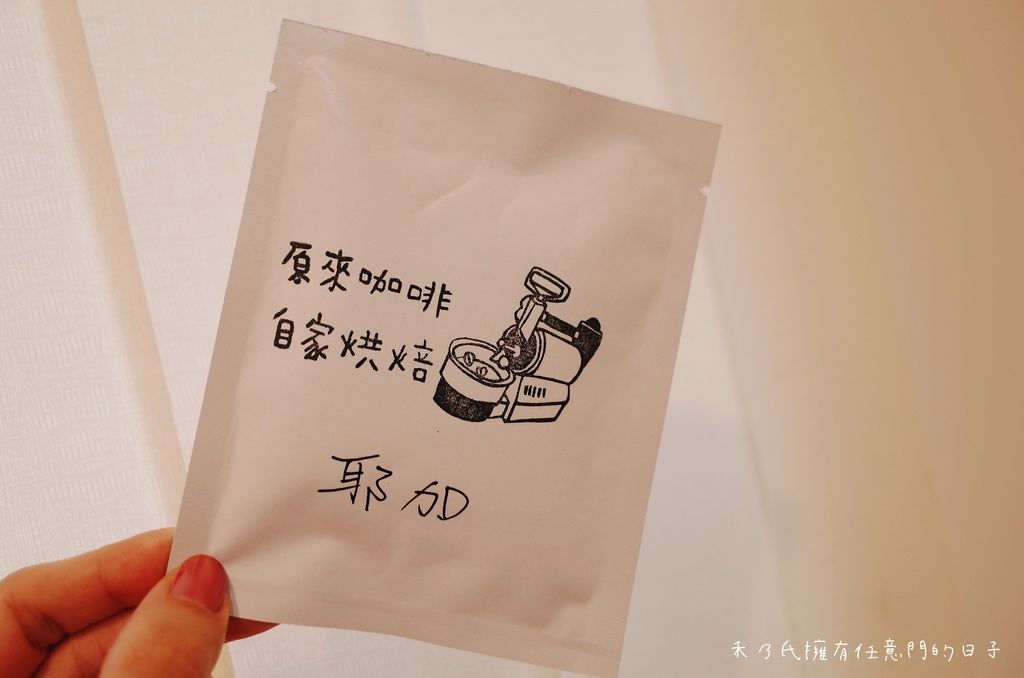 原來咖啡
自家烘焙
耶加
禾乃氏擁有任意門的日子